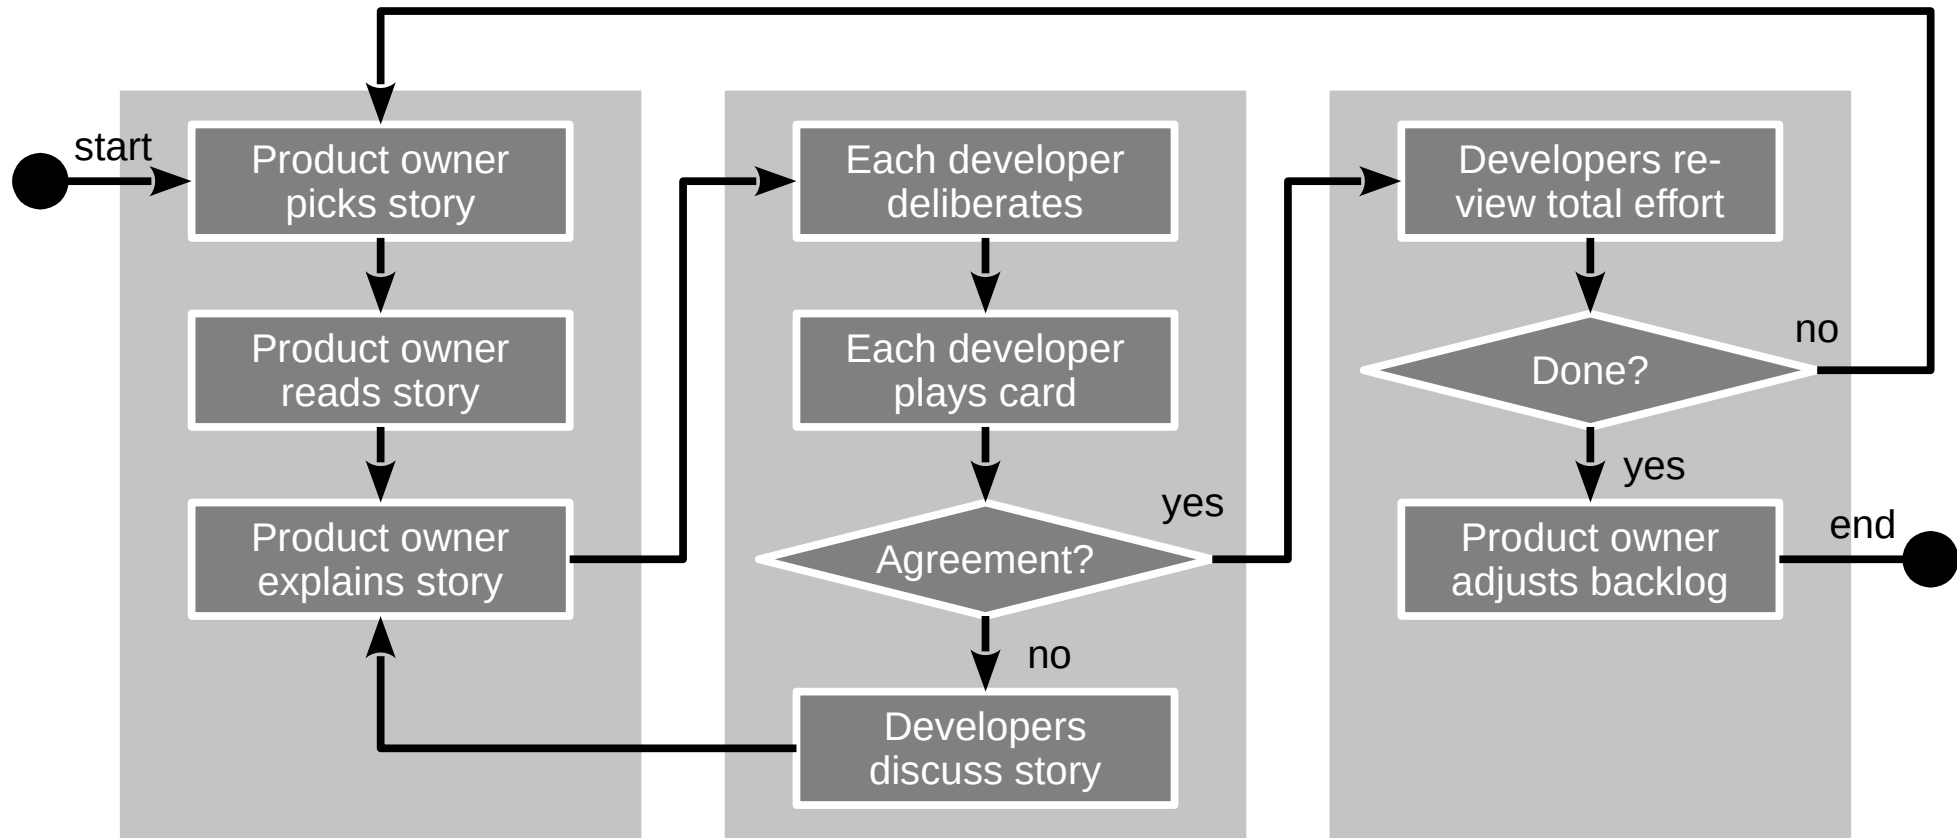 start
Product owner
picks story
Product owner
reads story
Product owner
explains story
Each developer
deliberates
Each developer
plays card
Agreement?
yes
no
Developers
discuss story
Developers re-
view total effort
Done?
no
yes
Product owner
adjusts backlog
end